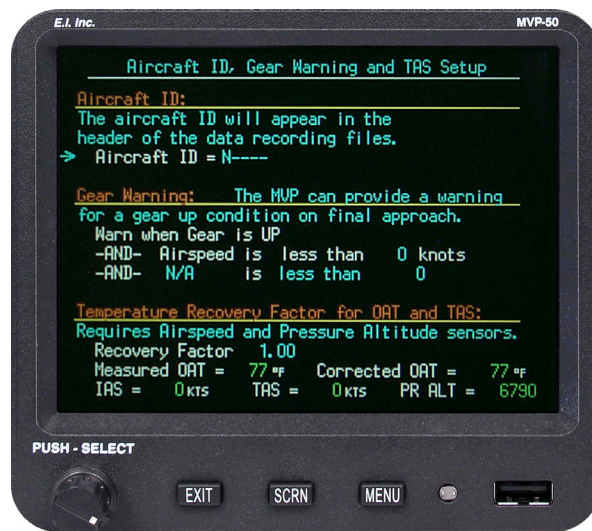 E.I. Inc. MVP-50
Aircraft ID, Gear Warning and TAS Setup
Aircraft ID:
The aircraft ID will appear in the
header of the data recording files.
Aircraft ID = N----
Gear Warning: The MVP can provide a warning
for a gear up condition on final approach.
Warn when Gear is UP
-AND- Airspeed is less than 0 knots
-AND- N/A is less than 0
Temperature Recovery Factor for OAT and TAS:
Requires Airspeed and Pressure Altitude sensors.
Recovery Factor 1.00
Measured OAT = 77 °F Corrected OAT = 77 °F
IAS = 0 KTS TAS = 0 KTS PR ALT = 6790
PUSH - SELECT
EXIT SCRN MENU